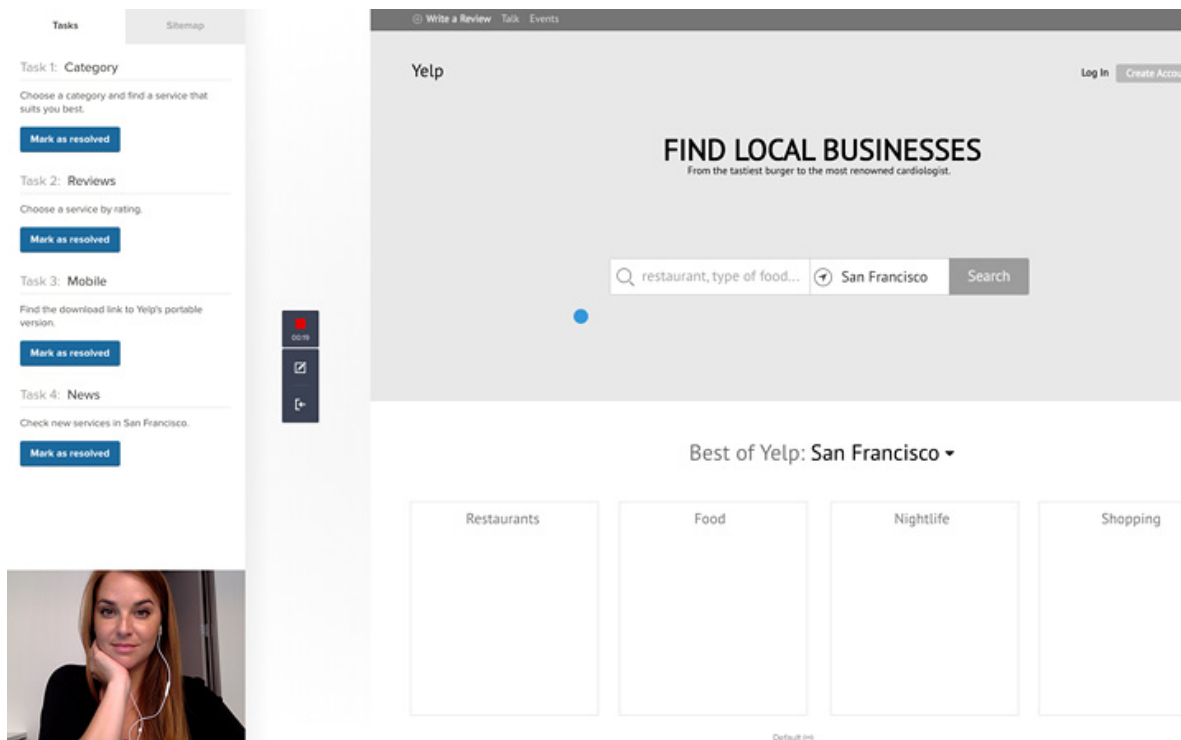 Tasks
Sitemap
Task 1: Category
Choose a category and find a service that
suits you best.
Mark as resolved
Task 2: Reviews
Choose a service by rating.
Mark as resolved
Task 3: Mobile
Find the download link to Yelp's portable
version.
Mark as resolved
Task 4: News
Check new services in San Francisco.
Mark as resolved
00:19
Write a Review Talk Events
Yelp
Log In
Create Accou
FIND LOCAL BUSINESSES
From the tastiest burger to the most renowned cardiologist.
restaurant, type of food...
San Francisco
Search
Best of Yelp: San Francisco
Restaurants
Food
Nightlife
Shopping